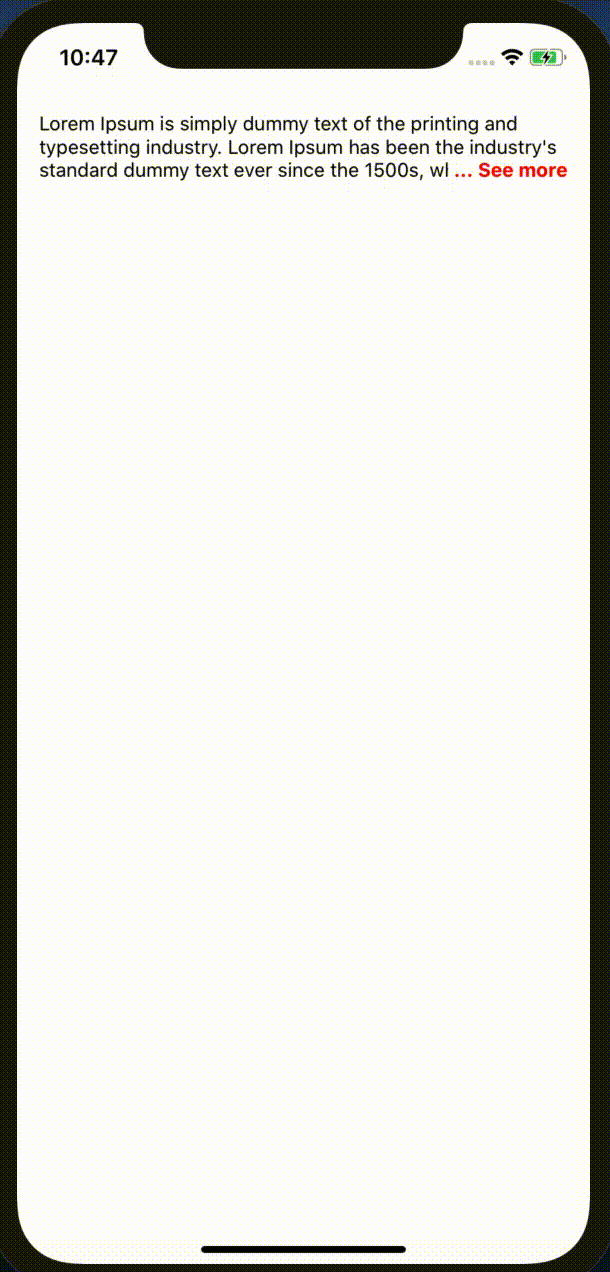 10:47
Lorem Ipsum is simply dummy text of the printing and
typesetting industry. Lorem Ipsum has been the industry's
standard dummy text ever since the 1500s, wl ... See more